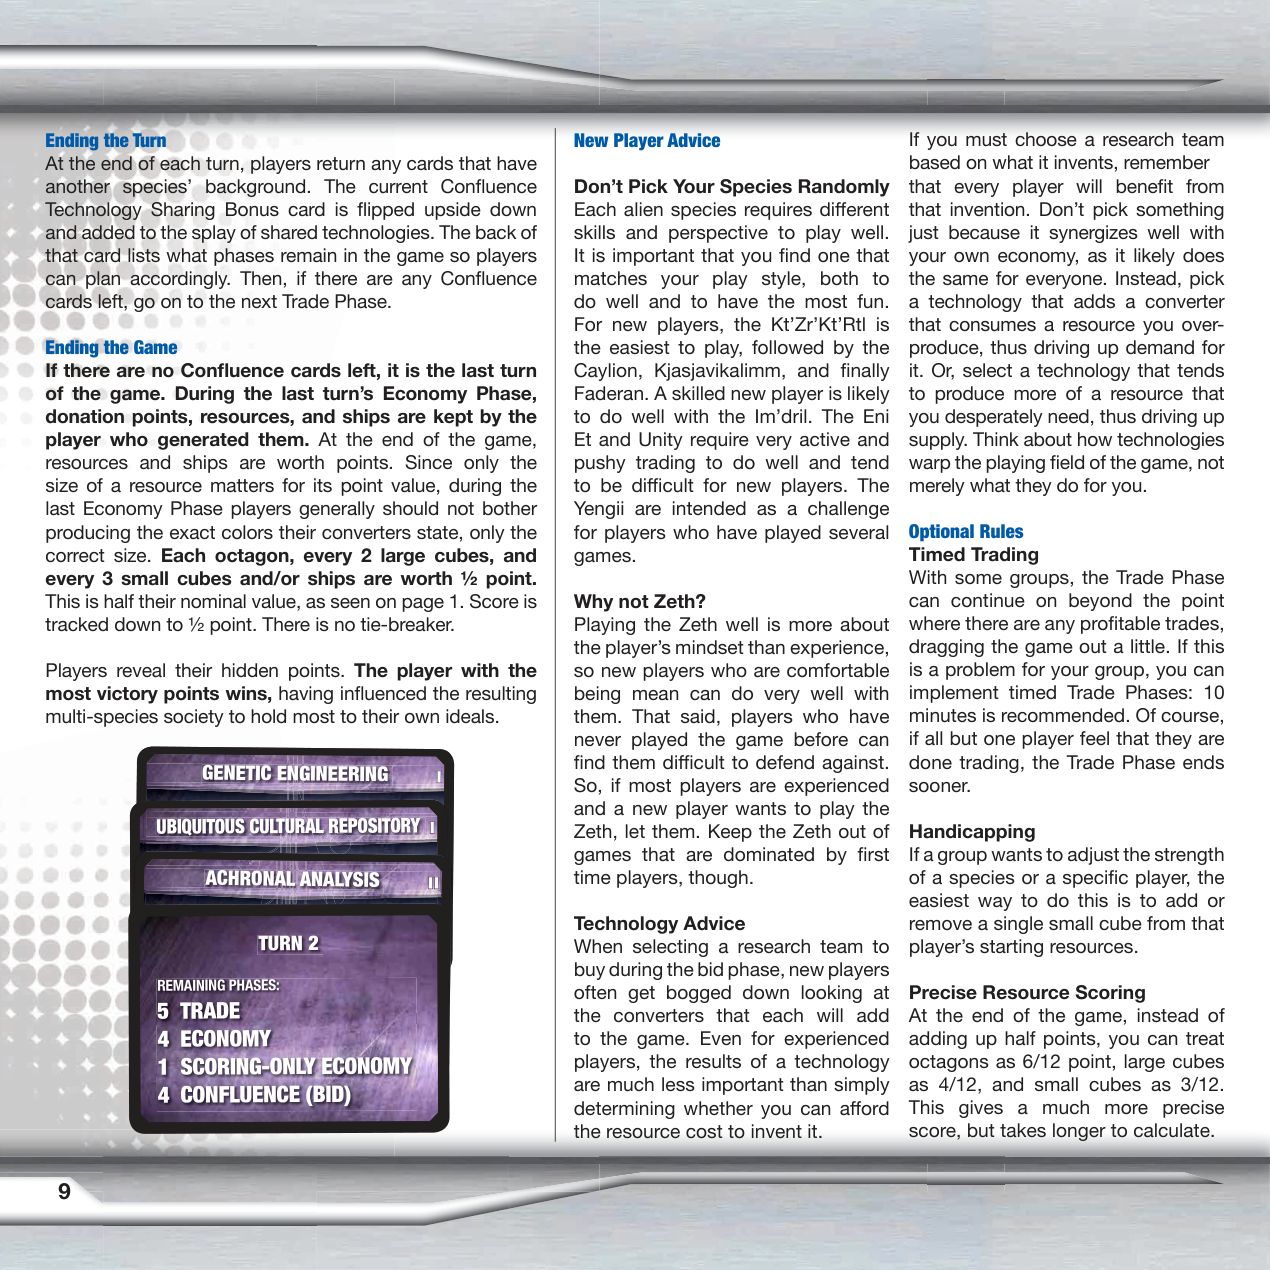 Ending the Turn
At the end of each turn, players return any cards that have
another species’ background. The current Confluence
Technology Sharing Bonus card is flipped upside down
and added to the splay of shared technologies. The back of
that card lists what phases remain in the game so players
can plan accordingly. Then, if there are any Confluence
cards left, go on to the next Trade Phase.
Ending the Game
If there are no Confluence cards left, it is the last turn
of the game. During the last turn’s Economy Phase,
donation points, resources, and ships are kept by the
player who generated them. At the end of the game,
resources and ships are worth points. Since only the
size of a resource matters for its point value, during the
last Economy Phase players generally should not bother
producing the exact colors their converters state, only the
correct size. Each octagon, every 2 large cubes, and
every 3 small cubes and/or ships are worth ½ point.
This is half their nominal value, as seen on page 1. Score is
tracked down to ½ point. There is no tie-breaker.
Players reveal their hidden points. The player with the
most victory points wins, having influenced the resulting
multi-species society to hold most to their own ideals.
GENETIC ENGINEERING I
UBIQUITOUS CULTURAL REPOSITORY I
ACHRONAL ANALYSIS II
TURN 2
REMAINING PHASES:
5 TRADE
4 ECONOMY
1 SCORING-ONLY ECONOMY
4 CONFLUENCE (BID)
New Player Advice
Don’t Pick Your Species Randomly
Each alien species requires different
skills and perspective to play well.
It is important that you find one that
matches your play style, both to
do well and to have the most fun.
For new players, the Kt’Zr’Kt’Rtl is
the easiest to play, followed by the
Caylion, Kjasjavikalimm, and finally
Faderan. A skilled new player is likely
to do well with the Im’dril. The Eni
Et and Unity require very active and
pushy trading to do well and tend
to be difficult for new players. The
Yengii are intended as a challenge
for players who have played several
games.
Why not Zeth?
Playing the Zeth well is more about
the player’s mindset than experience,
so new players who are comfortable
being mean can do very well with
them. That said, players who have
never played the game before can
find them difficult to defend against.
So, if most players are experienced
and a new player wants to play the
Zeth, let them. Keep the Zeth out of
games that are dominated by first
time players, though.
Technology Advice
When selecting a research team to
buy during the bid phase, new players
often get bogged down looking at
the converters that each will add
to the game. Even for experienced
players, the results of a technology
are much less important than simply
determining whether you can afford
the resource cost to invent it.
If you must choose a research team
based on what it invents, remember
that every player will benefit from
that invention. Don’t pick something
just because it synergizes well with
your own economy, as it likely does
the same for everyone. Instead, pick
a technology that adds a converter
that consumes a resource you over-
produce, thus driving up demand for
it. Or, select a technology that tends
to produce more of a resource that
you desperately need, thus driving up
supply. Think about how technologies
warp the playing field of the game, not
merely what they do for you.
Optional Rules
Timed Trading
With some groups, the Trade Phase
can continue on beyond the point
where there are any profitable trades,
dragging the game out a little. If this
is a problem for your group, you can
implement timed Trade Phases: 10
minutes is recommended. Of course,
if all but one player feel that they are
done trading, the Trade Phase ends
sooner.
Handicapping
If a group wants to adjust the strength
of a species or a specific player, the
easiest way to do this is to add or
remove a single small cube from that
player’s starting resources.
Precise Resource Scoring
At the end of the game, instead of
adding up half points, you can treat
octagons as 6/12 point, large cubes
as 4/12, and small cubes as 3/12.
This gives a much more precise
score, but takes longer to calculate.
9